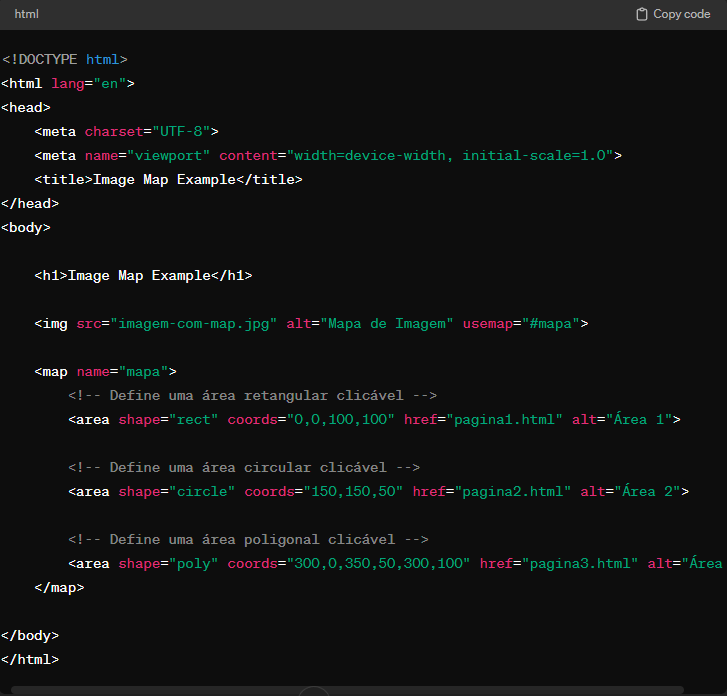 html
Copy code
<!DOCTYPE html>
<html lang="en">
<head>
    <meta charset="UTF-8">
    <meta name="viewport" content="width=device-width, initial-scale=1.0">
    <title>Image Map Example</title>
</head>
<body>

    <h1>Image Map Example</h1>

    <img src="imagem-com-map.jpg" alt="Mapa de Imagem" usemap="#mapa">

    <map name="mapa">
        <!-- Define uma área retangular clicável -->
        <area shape="rect" coords="0,0,100,100" href="pagina1.html" alt="Área 1">

        <!-- Define uma área circular clicável -->
        <area shape="circle" coords="150,150,50" href="pagina2.html" alt="Área 2">

        <!-- Define uma área poligonal clicável -->
        <area shape="poly" coords="300,0,350,50,300,100" href="pagina3.html" alt="Área
    </map>

</body>
</html>